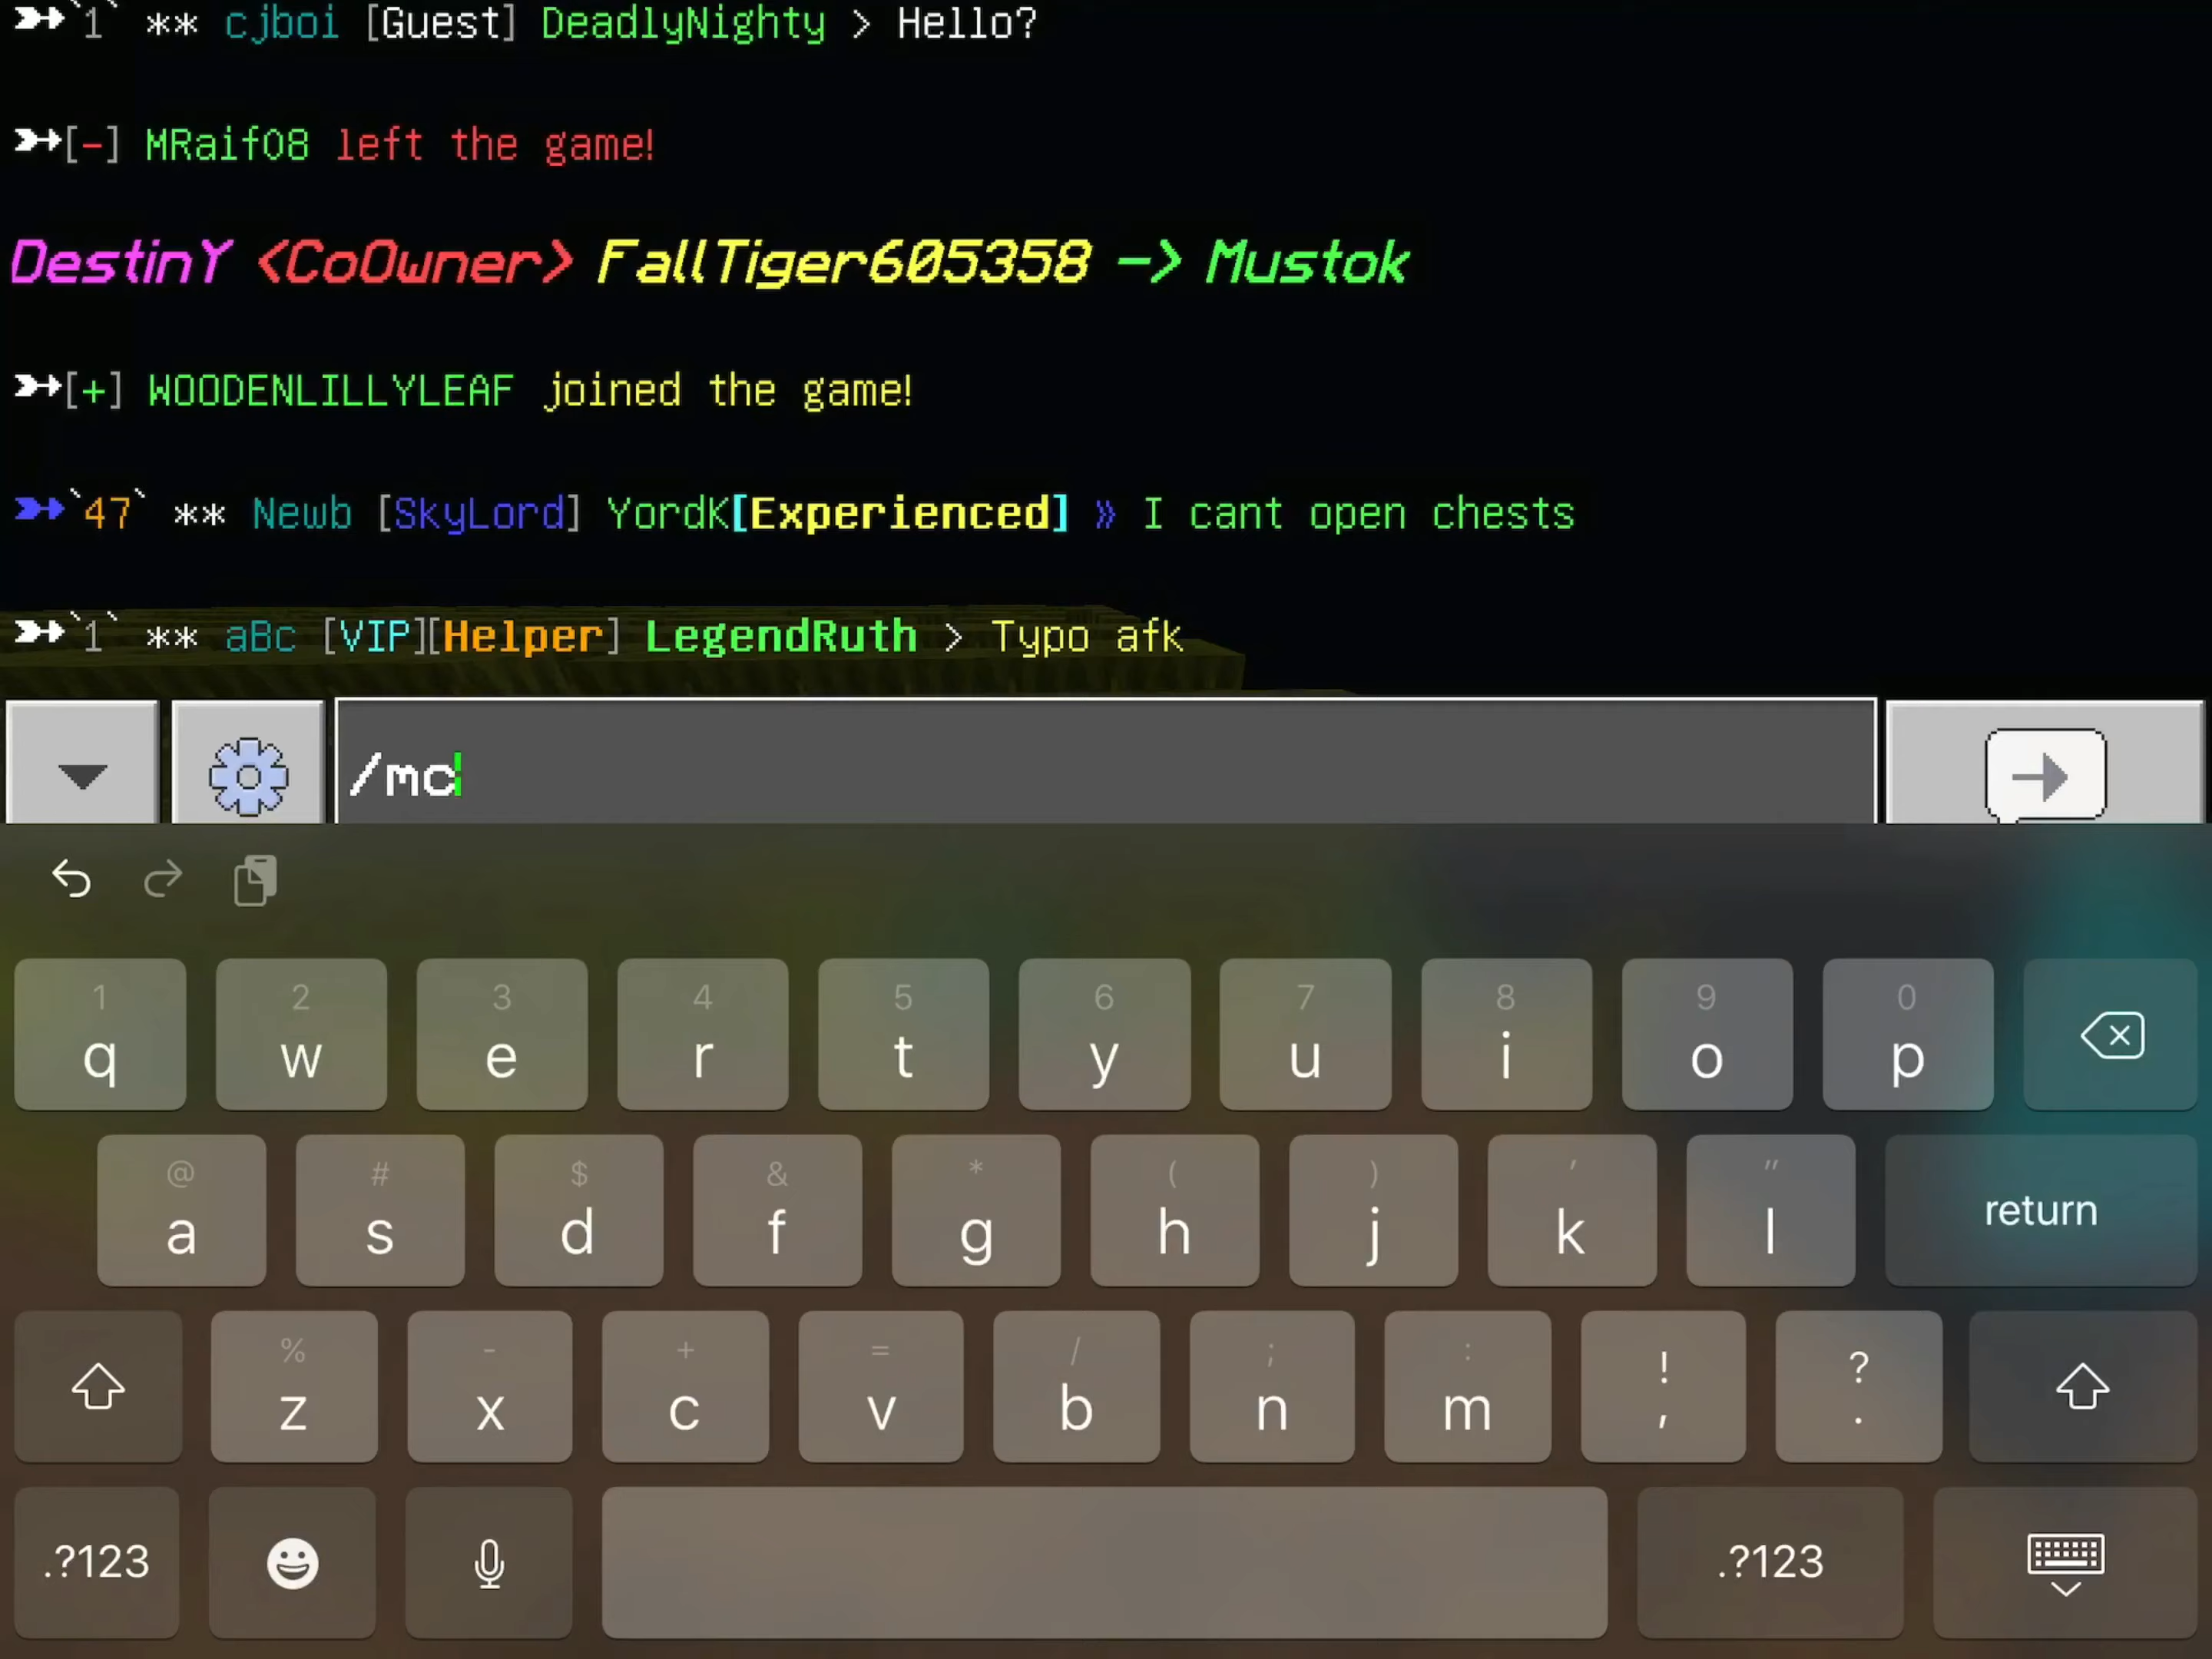 ➳`1` ** cjboi [Guest] DeadlyNighty > Hello?
➳[-] MRaif08 left the game!
DestinY <CoOwner> FallTiger605358 -> Mustok
➳[+] WOODENLILLYLEAF joined the game!
➳`47` ** Newb [SkyLord] YordK[Experienced] » I cant open chests
➳`1` ** aBc [VIP][Helper] LegendRuth > Typo afk
/mc
1 2 3 4 5 6 7 8 9 0
q w e r t y u i o p
@ # $ & * ( ) ' "
a s d f g h j k l return
% - + = / ; : ! ?
z x c v b n m , .
.?123 .?123